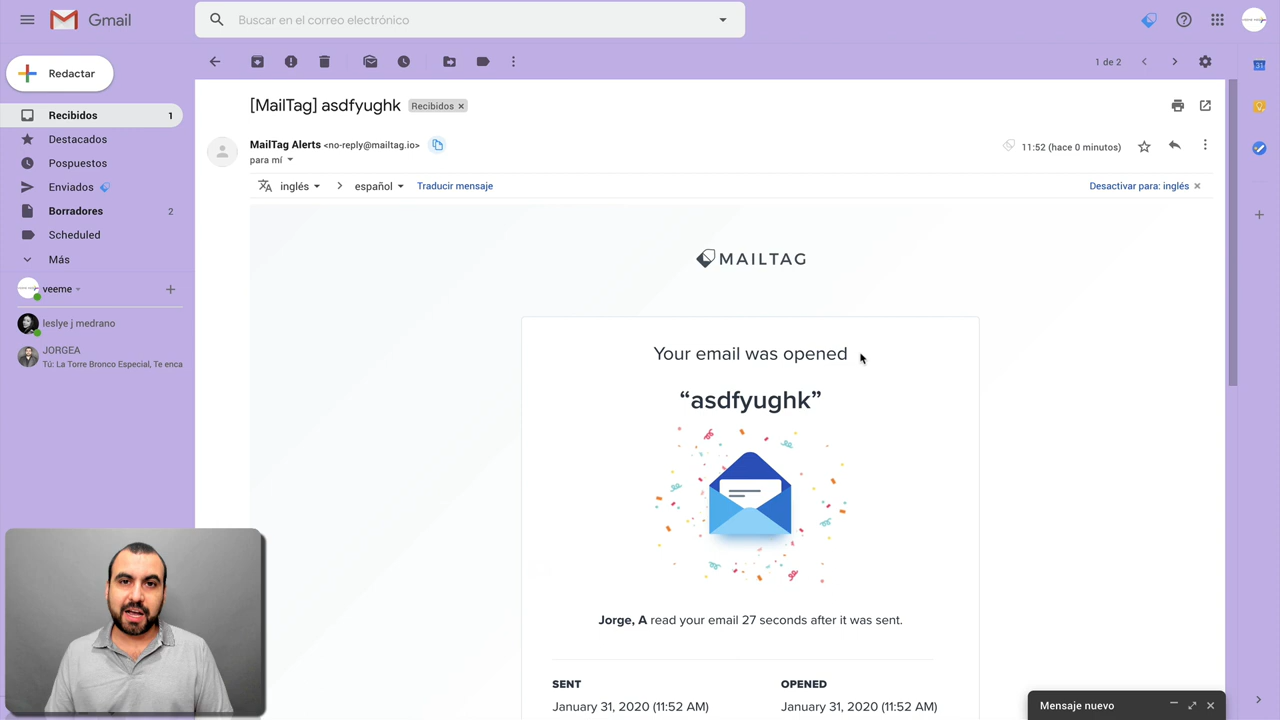 Gmail
Buscar en el correo electrónico
Redactar
1 de 2
Recibidos 1
Destacados
Pospuestos
Enviados
Borradores 2
Scheduled
Más
veeme
leslye j medrano
JORGEA
Tú: La Torre Bronco Especial, Te enca
[MailTag] asdfyughk Recibidos x
MailTag Alerts <no-reply@mailtag.io>
11:52 (hace 0 minutos)
para mí
inglés > español Traducir mensaje
Desactivar para: inglés x
MAILTAG
Your email was opened
“asdfyughk”
Jorge, A read your email 27 seconds after it was sent.
SENT
January 31, 2020 (11:52 AM)
OPENED
January 31, 2020 (11:52 AM)
Mensaje nuevo
31